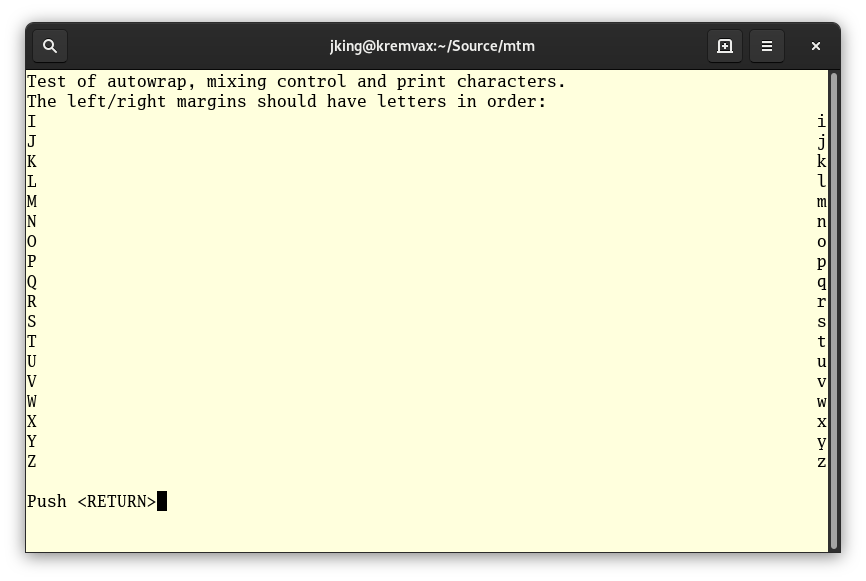 jking@kremvax:~/Source/mtm
Test of autowrap, mixing control and print characters.
The left/right margins should have letters in order:
I i
J j
K k
L l
M m
N n
O o
P p
Q q
R r
S s
T t
U u
V v
W w
X x
Y y
Z z
Push <RETURN>